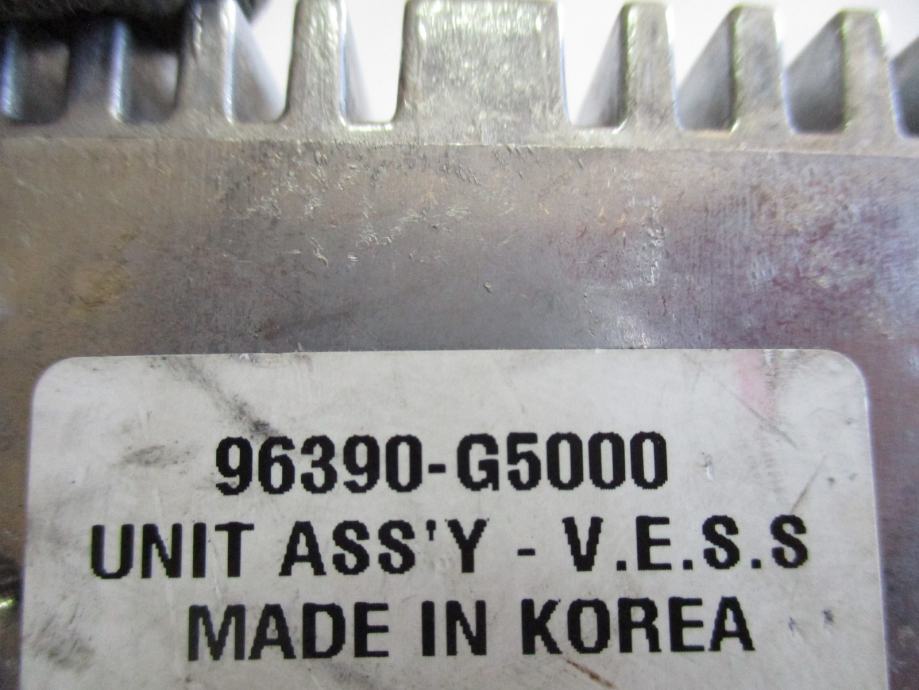 96390-G5000
UNIT ASS'Y - V.E.S.S
MADE IN KOREA